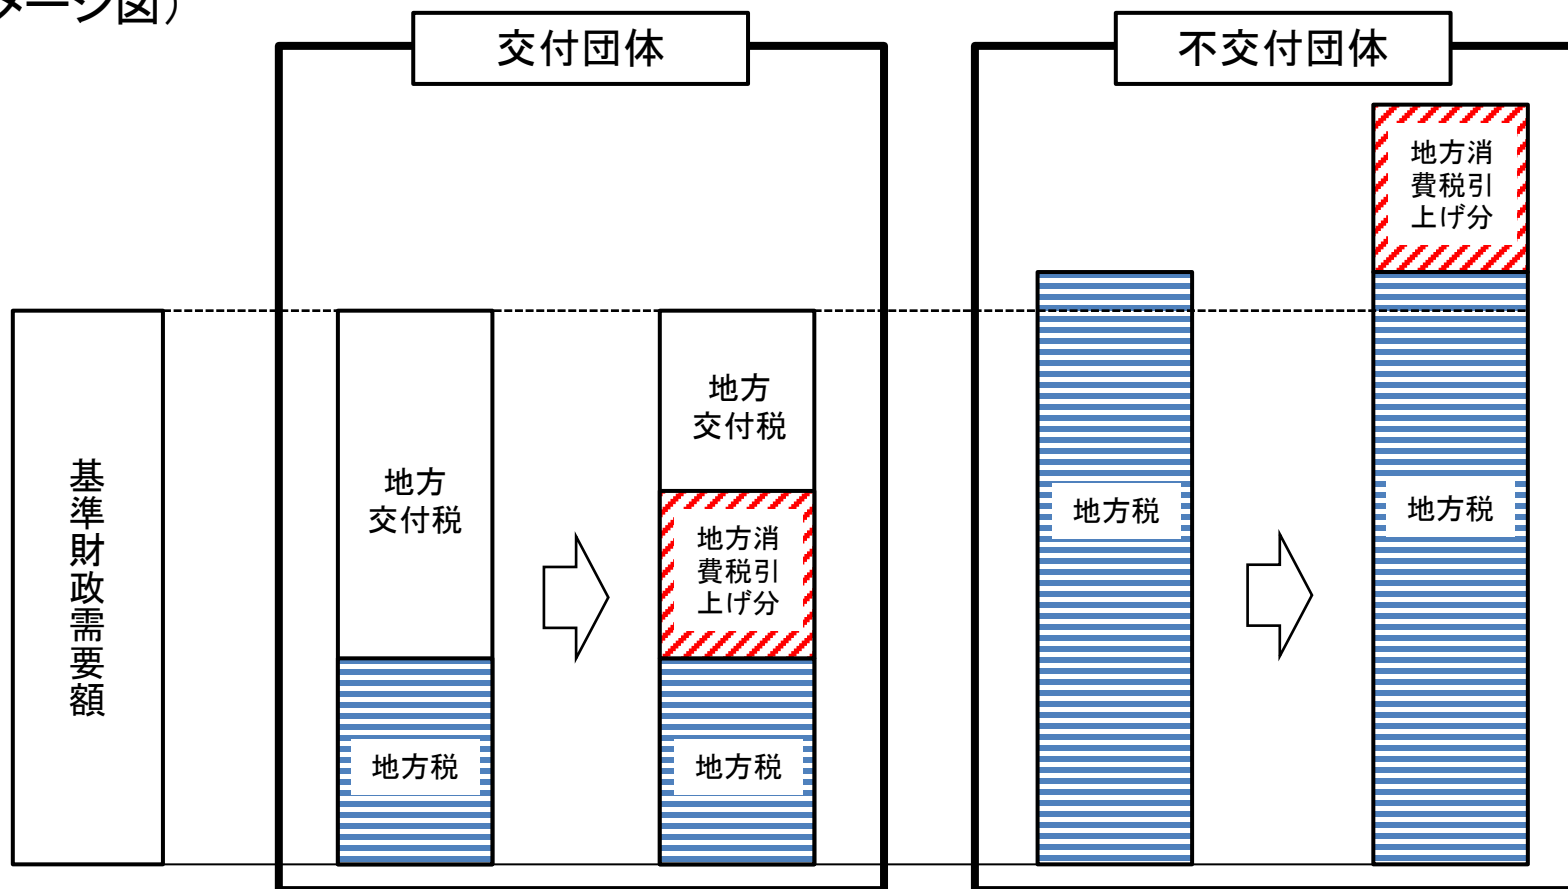 メージ図）
交付団体
不交付団体
基準財政需要額
地方
交付税
地方税
地方
交付税
地方消
費税引
上げ分
地方税
地方税
地方消
費税引
上げ分
地方税